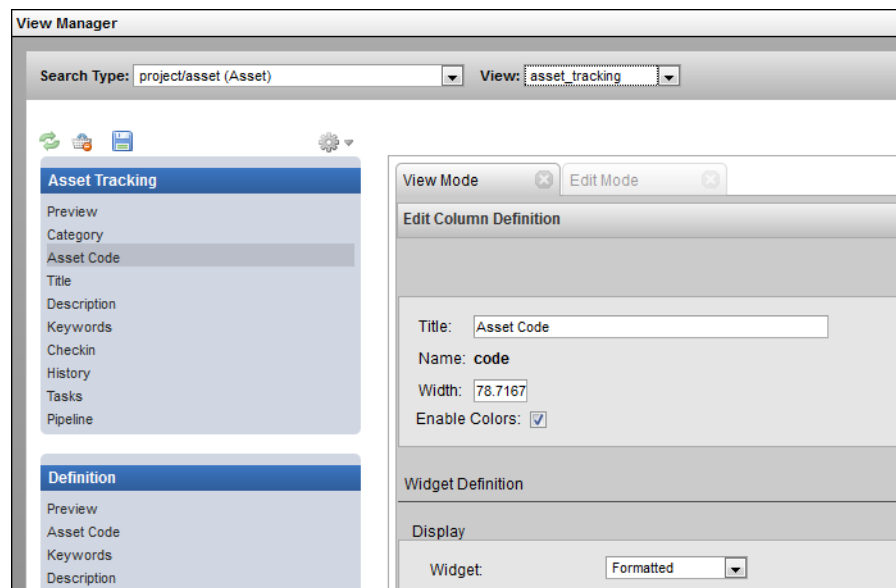 View Manager
Search Type: project/asset (Asset) View: asset_tracking
Asset Tracking
Preview
Category
Asset Code
Title
Description
Keywords
Checkin
History
Tasks
Pipeline
Definition
Preview
Asset Code
Keywords
Description
View Mode Edit Mode
Edit Column Definition
Title: Asset Code
Name: code
Width: 78.7167
Enable Colors:
Widget Definition
Display
Widget: Formatted